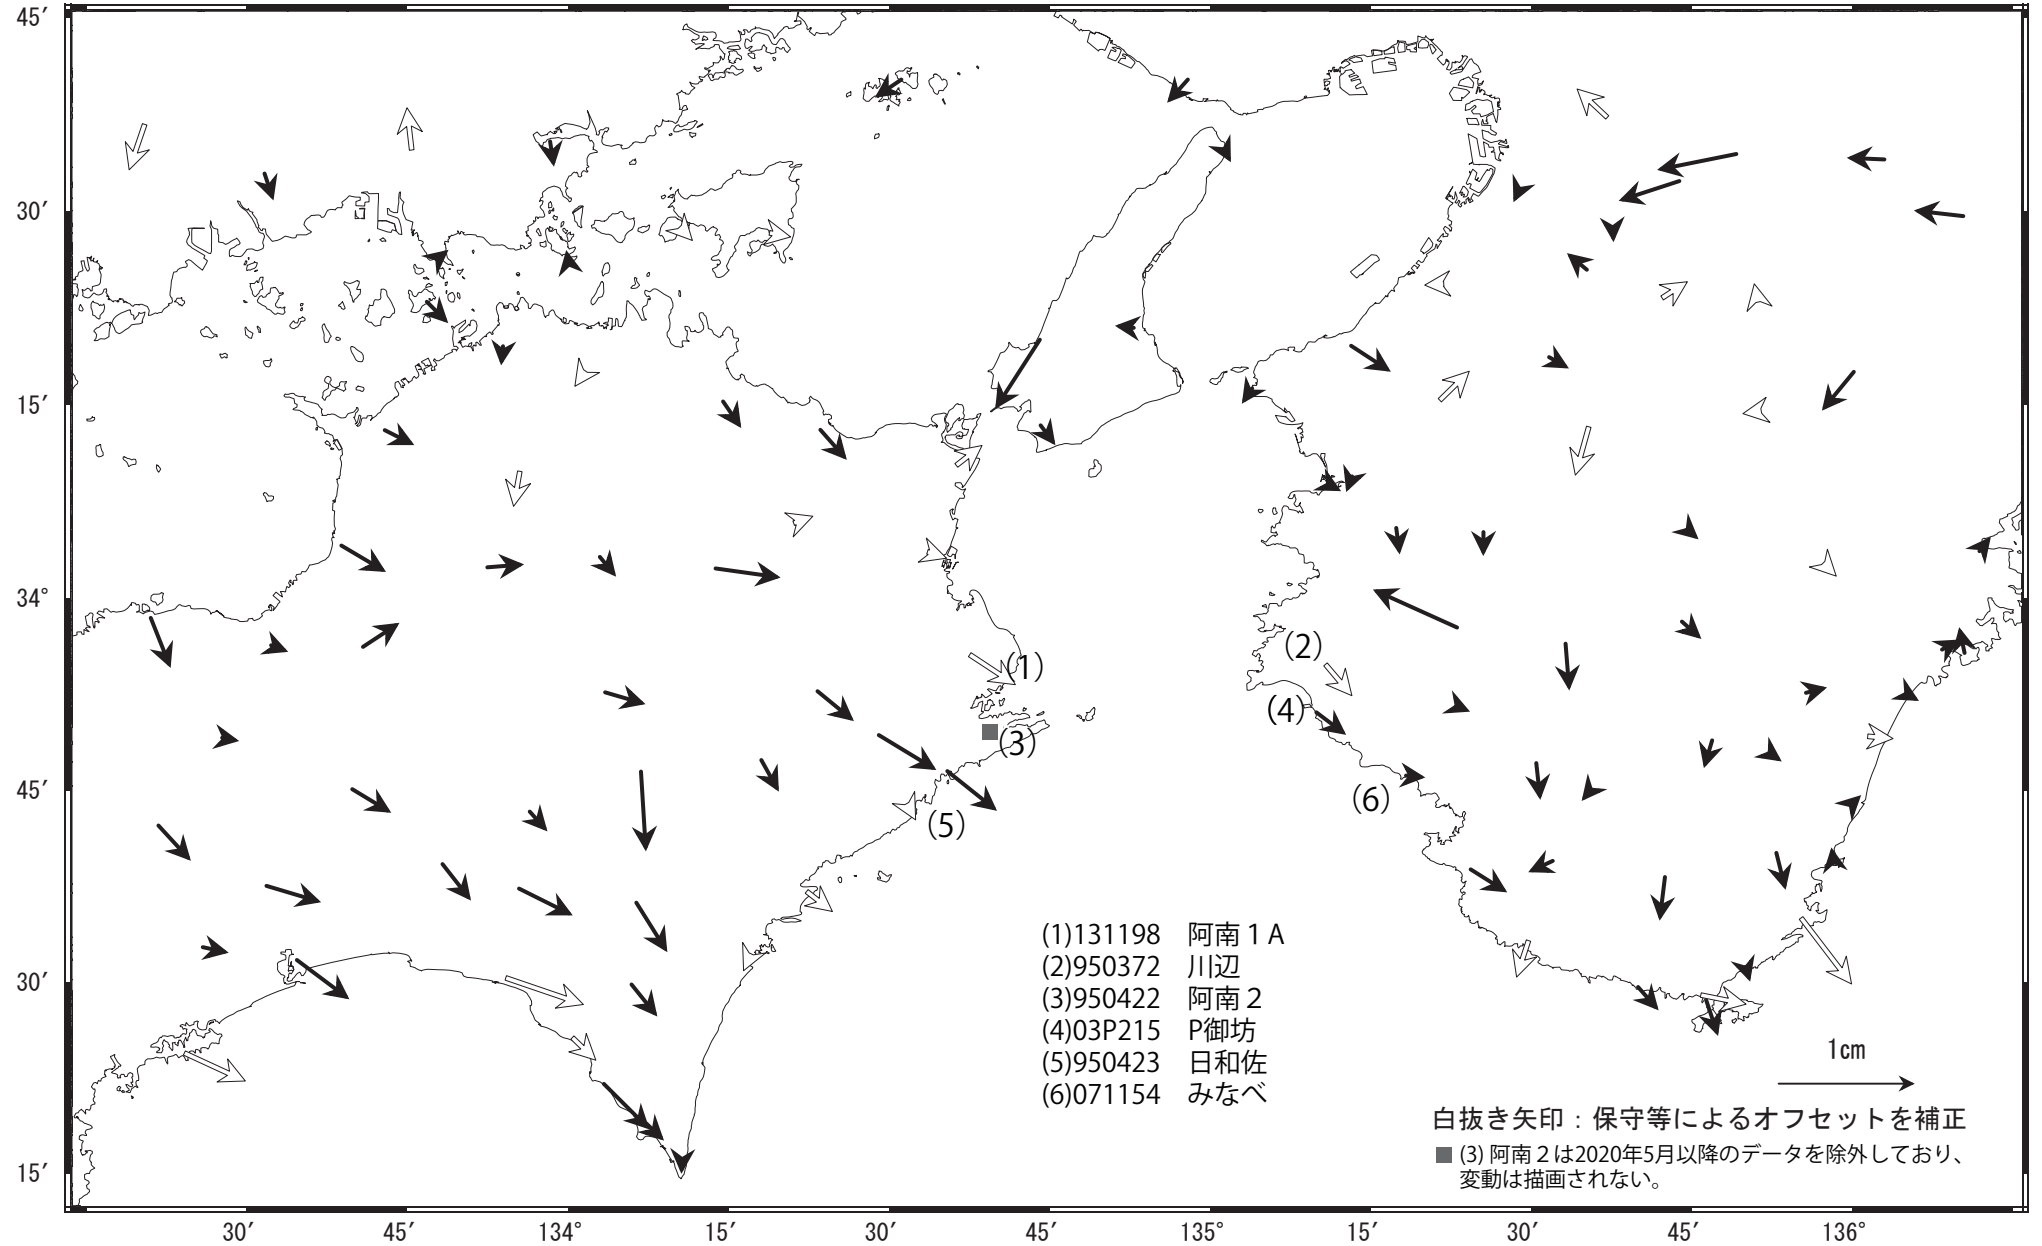 45′
30′
15′
34°
45′
30′
15′
(1)
(2)
(4)
(3)
(6)
(5)
(1)131198 阿南１A
(2)950372 川辺
(3)950422 阿南２
(4)03P215 P御坊
(5)950423 日和佐
(6)071154 みなべ
1cm
白抜き矢印：保守等によるオフセットを補正
(3) 阿南２は2020年5月以降のデータを除外しており、
変動は描画されない。
30′ 45′ 134° 15′ 30′ 45′ 135° 15′ 30′ 45′ 136°